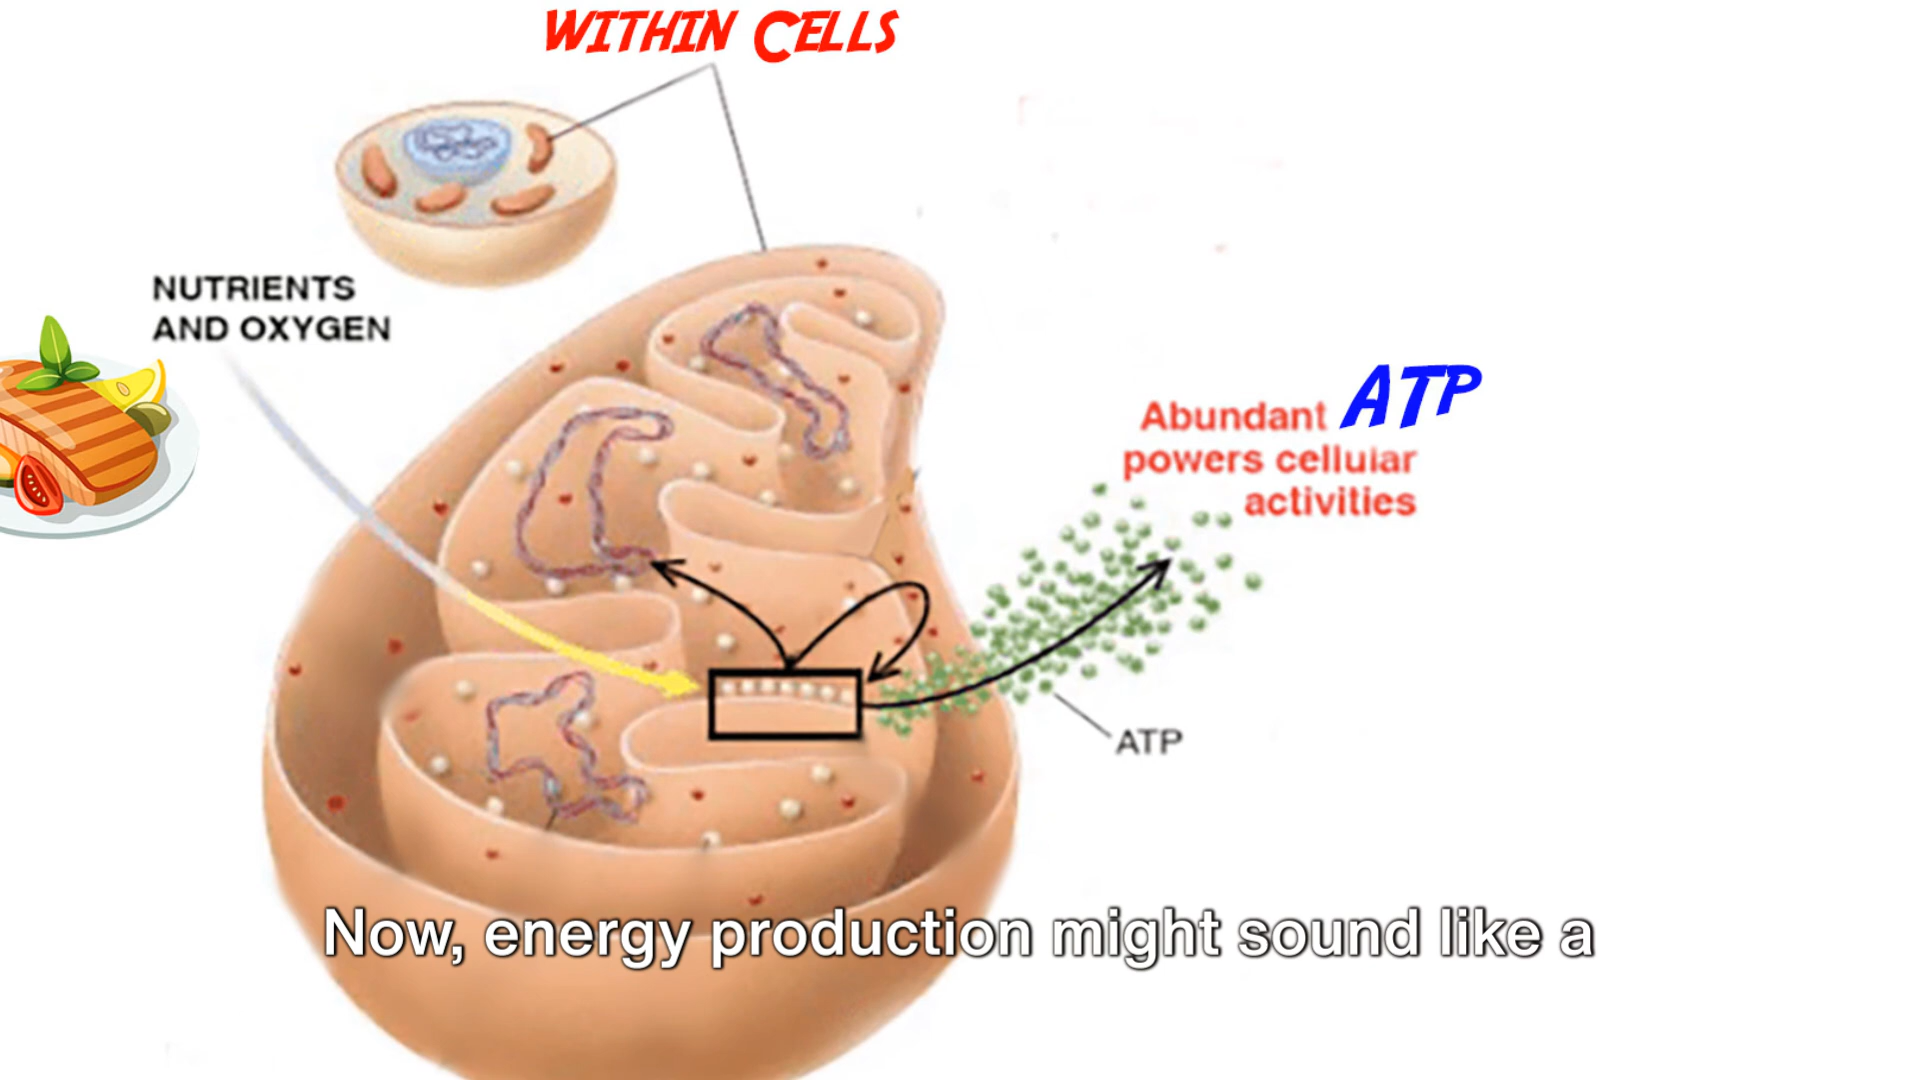 WITHIN CELLS
NUTRIENTS
AND OXYGEN
Abundant ATP
powers cellular
activities
ATP
Now, energy production might sound like a